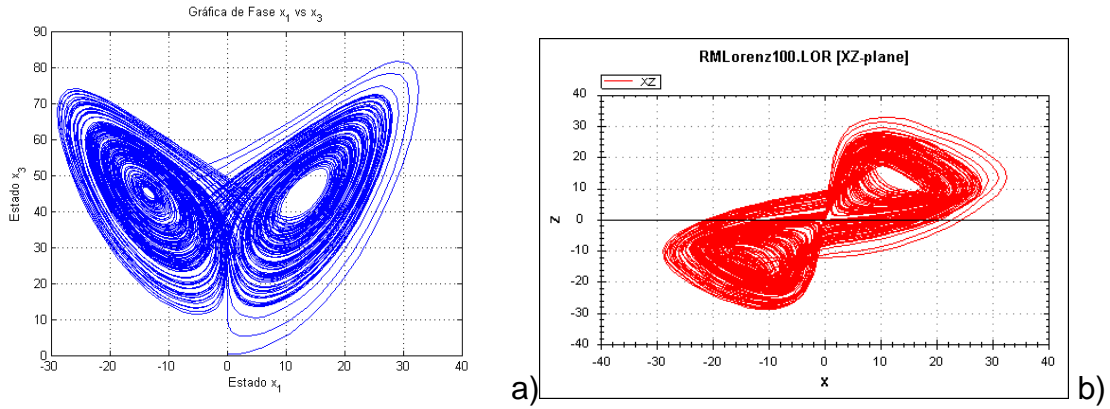 Gráfica de Fase x1 vs x3
90
80
70
60
50
40
30
20
10
0
Estado x3
-30 -20 -10 0 10 20 30 40
Estado x1
a)
RMLorenz100.LOR [XZ-plane]
XZ
40
30
20
10
0
-10
-20
-30
-40
Z
-40 -30 -20 -10 0 10 20 30 40
X
b)